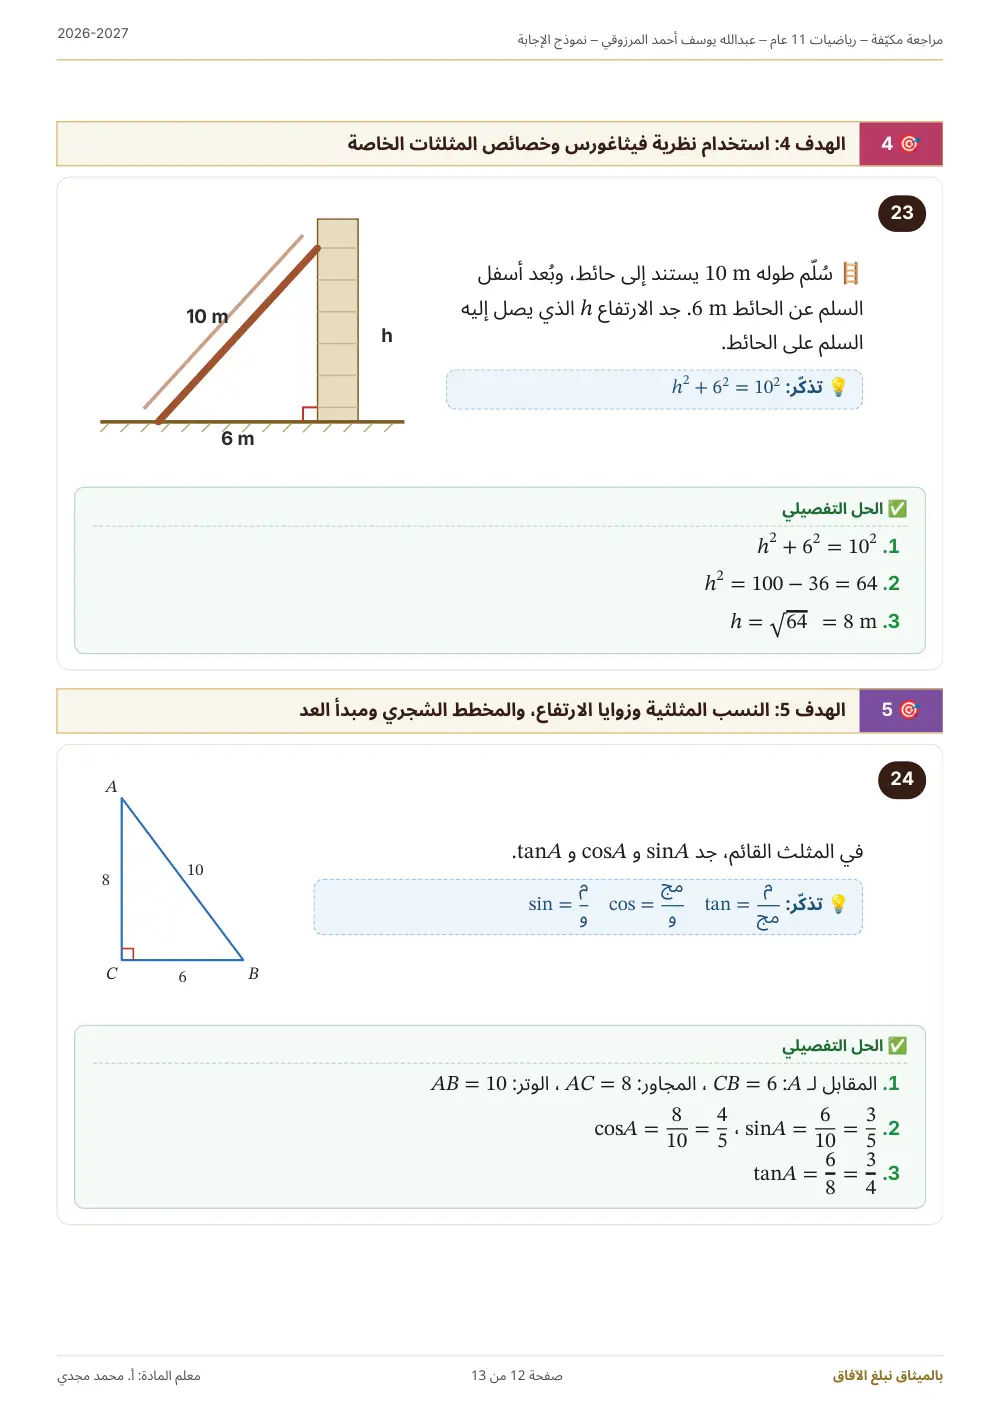 مراجعة مكيّفة – رياضيات 11 عام – عبدالله يوسف أحمد المرزوقي – نموذج الإجابة
2026-2027
🎯 4
الهدف 4: استخدام نظرية فيثاغورس وخصائص المثلثات الخاصة
23
🪜 سُلّم طوله 10 m يستند إلى حائط، وبُعد أسفل
السلم عن الحائط 6 m. جد الارتفاع h الذي يصل إليه
السلم على الحائط.
💡 تذكّر: h² + 6² = 10²
10 m
h
6 m
✅ الحل التفصيلي
1. h² + 6² = 10²
2. h² = 100 − 36 = 64
3. h = √64 = 8 m
🎯 5
الهدف 5: النسب المثلثية وزوايا الارتفاع، والمخطط الشجري ومبدأ العد
24
في المثلث القائم، جد sinA و cosA و tanA.
💡 تذكّر: sin = م/و cos = مج/و tan = م/مج
A
8
10
C
6
B
✅ الحل التفصيلي
1. المقابل لـ A: CB = 6 ، المجاور: AC = 8 ، الوتر: AB = 10
2. sinA = 6/10 = 3/5 ، cosA = 8/10 = 4/5
3. tanA = 6/8 = 3/4
بالميثاق نبلغ الآفاق
صفحة 12 من 13
معلم المادة: أ. محمد مجدي